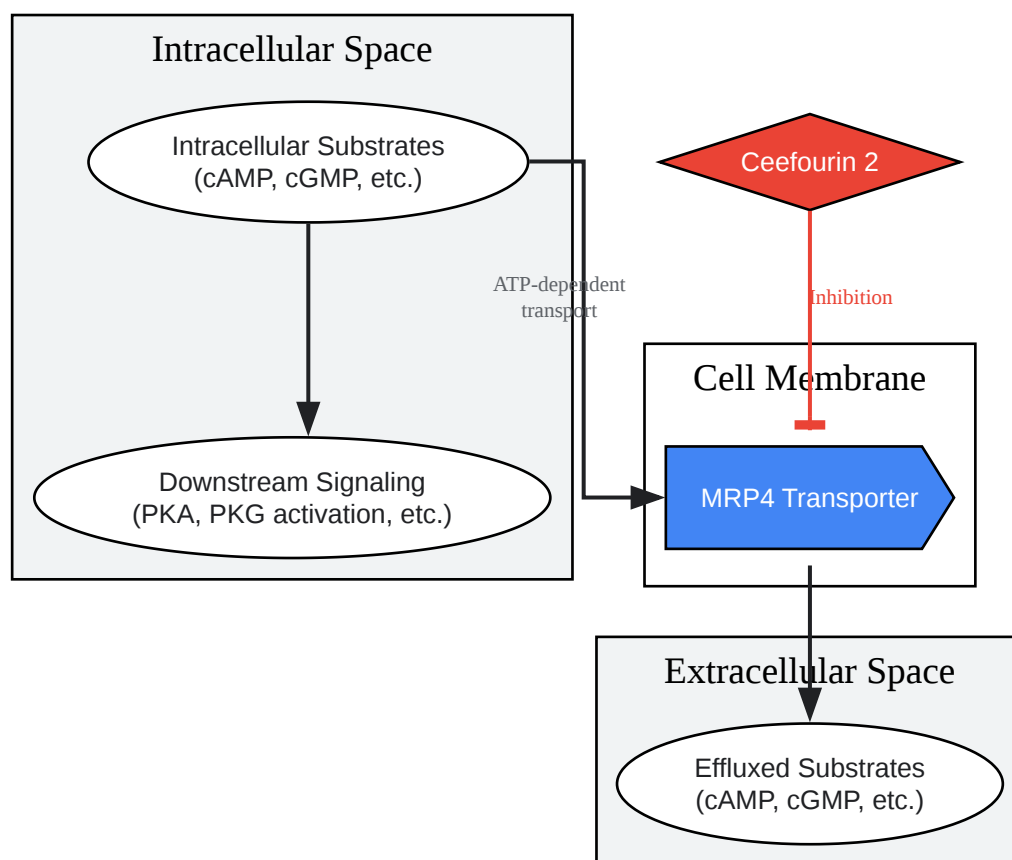 Intracellular Space
Intracellular Substrates
(cAMP, cGMP, etc.)
Ceefourin 2
ATP-dependent
transport
Inhibition
Cell Membrane
Downstream Signaling
(PKA, PKG activation, etc.)
MRP4 Transporter
Extracellular Space
Effluxed Substrates
(cAMP, cGMP, etc.)